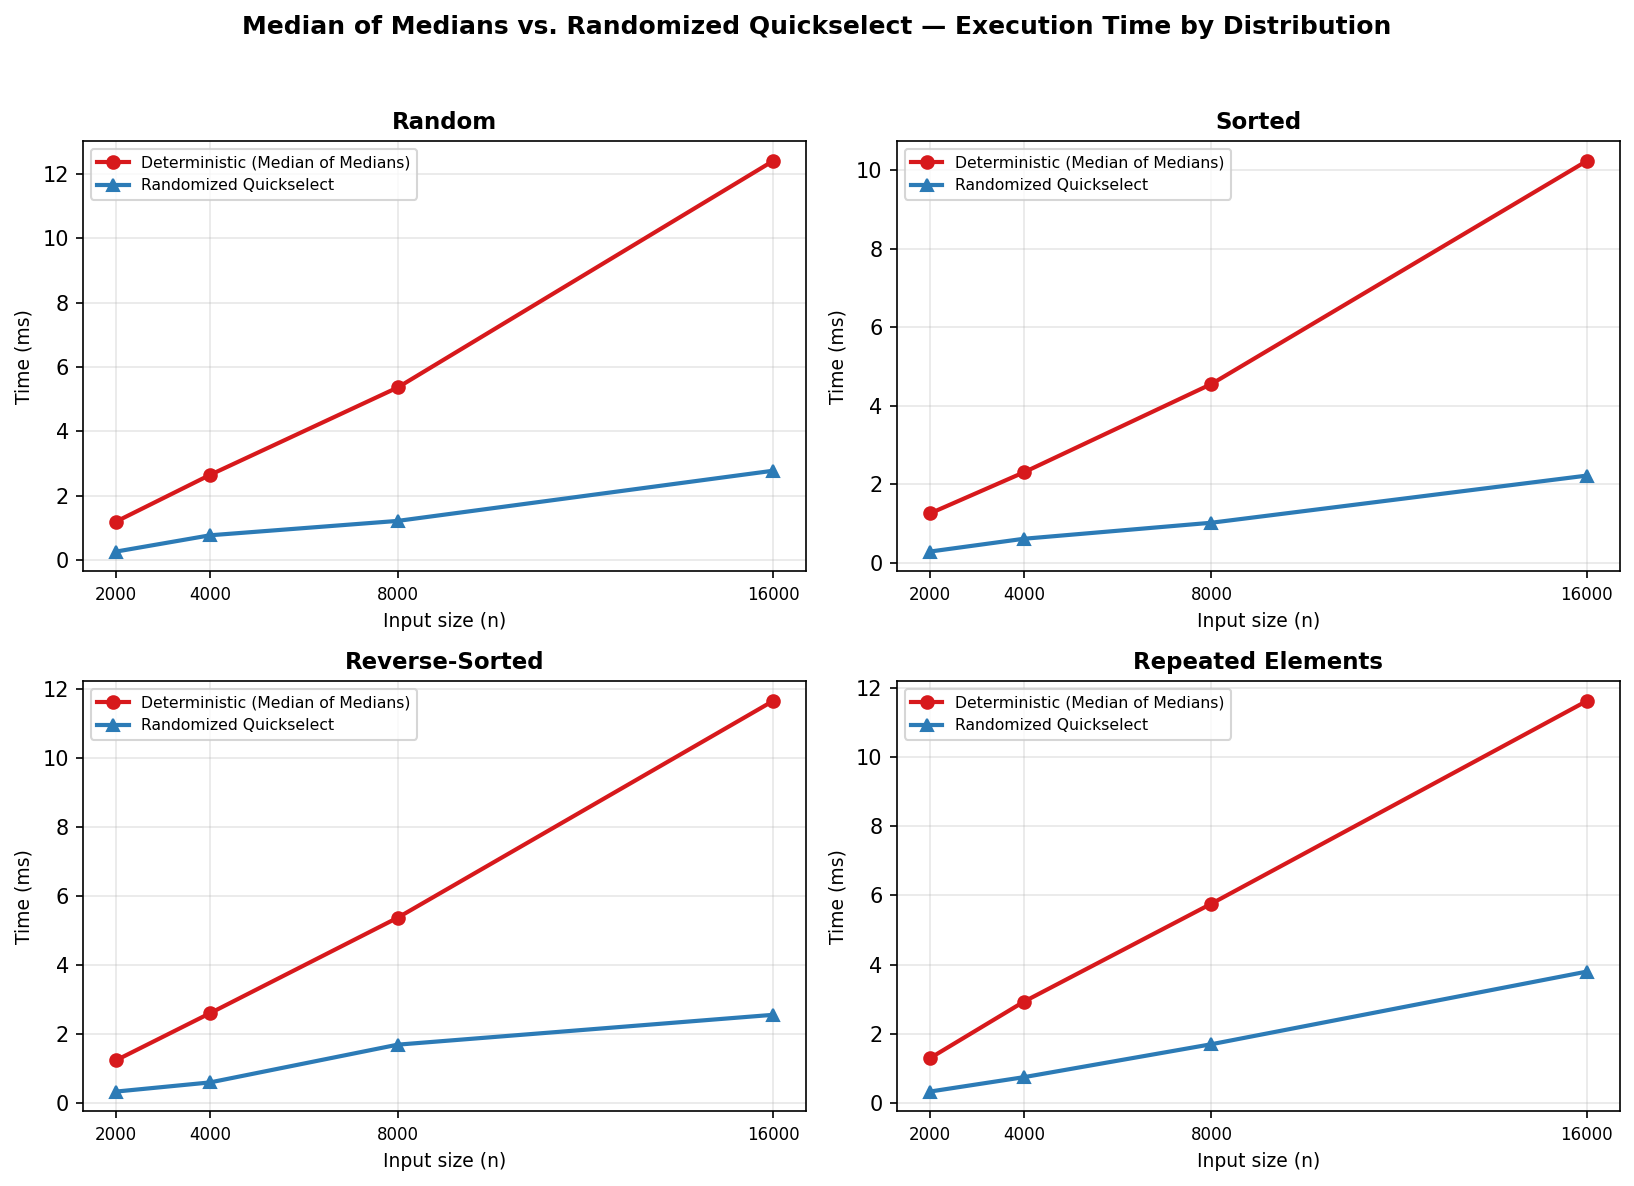 Median of Medians vs. Randomized Quickselect — Execution Time by Distribution
Random
Deterministic (Median of Medians)
Randomized Quickselect
Time (ms)
12
10
8
6
4
2
0
2000 4000 8000 16000
Input size (n)
Sorted
Deterministic (Median of Medians)
Randomized Quickselect
Time (ms)
10
8
6
4
2
0
2000 4000 8000 16000
Input size (n)
Reverse-Sorted
Deterministic (Median of Medians)
Randomized Quickselect
Time (ms)
12
10
8
6
4
2
0
2000 4000 8000 16000
Input size (n)
Repeated Elements
Deterministic (Median of Medians)
Randomized Quickselect
Time (ms)
12
10
8
6
4
2
0
2000 4000 8000 16000
Input size (n)